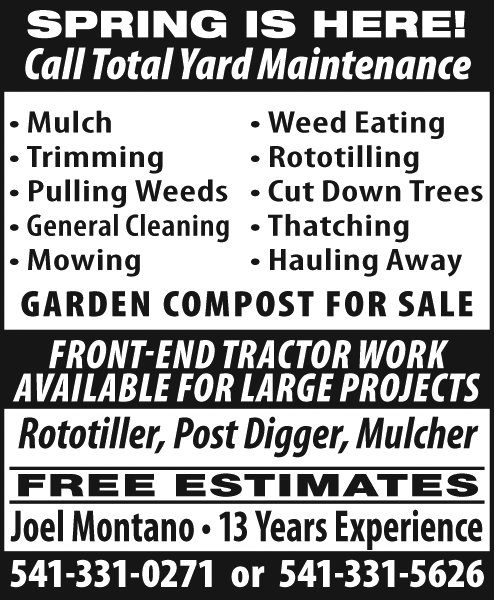 SPRING IS HERE!
Call Total Yard Maintenance
• Mulch
• Trimming
• Pulling Weeds
• General Cleaning
• Mowing
• Weed Eating
• Rototilling
• Cut Down Trees
• Thatching
• Hauling Away
GARDEN COMPOST FOR SALE
FRONT-END TRACTOR WORK
AVAILABLE FOR LARGE PROJECTS
Rototiller, Post Digger, Mulcher
FREE ESTIMATES
Joel Montano • 13 Years Experience
541-331-0271 or 541-331-5626